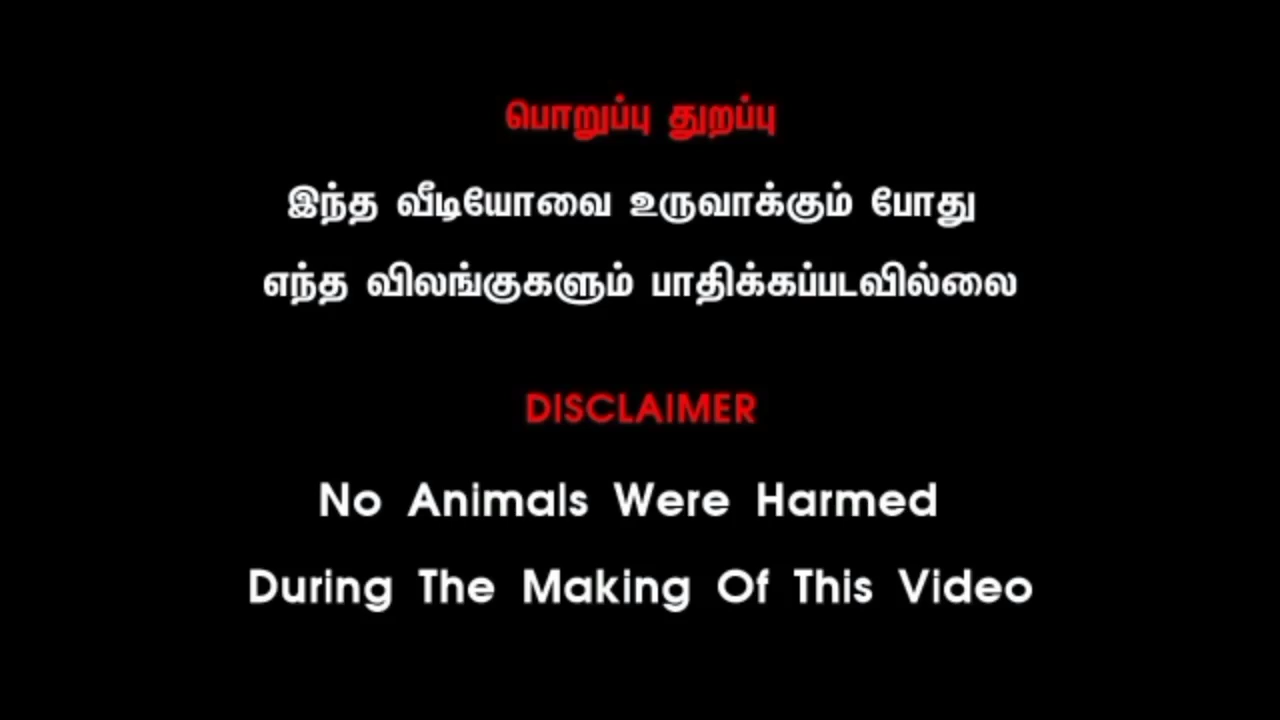 பொறுப்பு துறப்பு
இந்த வீடியோவை உருவாக்கும் போது
எந்த விலங்குகளும் பாதிக்கப்படவில்லை
DISCLAIMER
No Animals Were Harmed
During The Making Of This Video